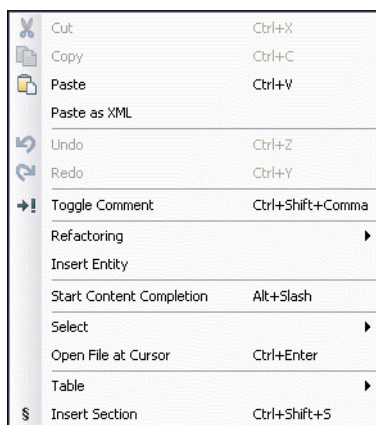 Cut Ctrl+X
Copy Ctrl+C
Paste Ctrl+V
Paste as XML
Undo Ctrl+Z
Redo Ctrl+Y
Toggle Comment Ctrl+Shift+Comma
Refactoring
Insert Entity
Start Content Completion Alt+Slash
Select
Open File at Cursor Ctrl+Enter
Table
§ Insert Section Ctrl+Shift+S